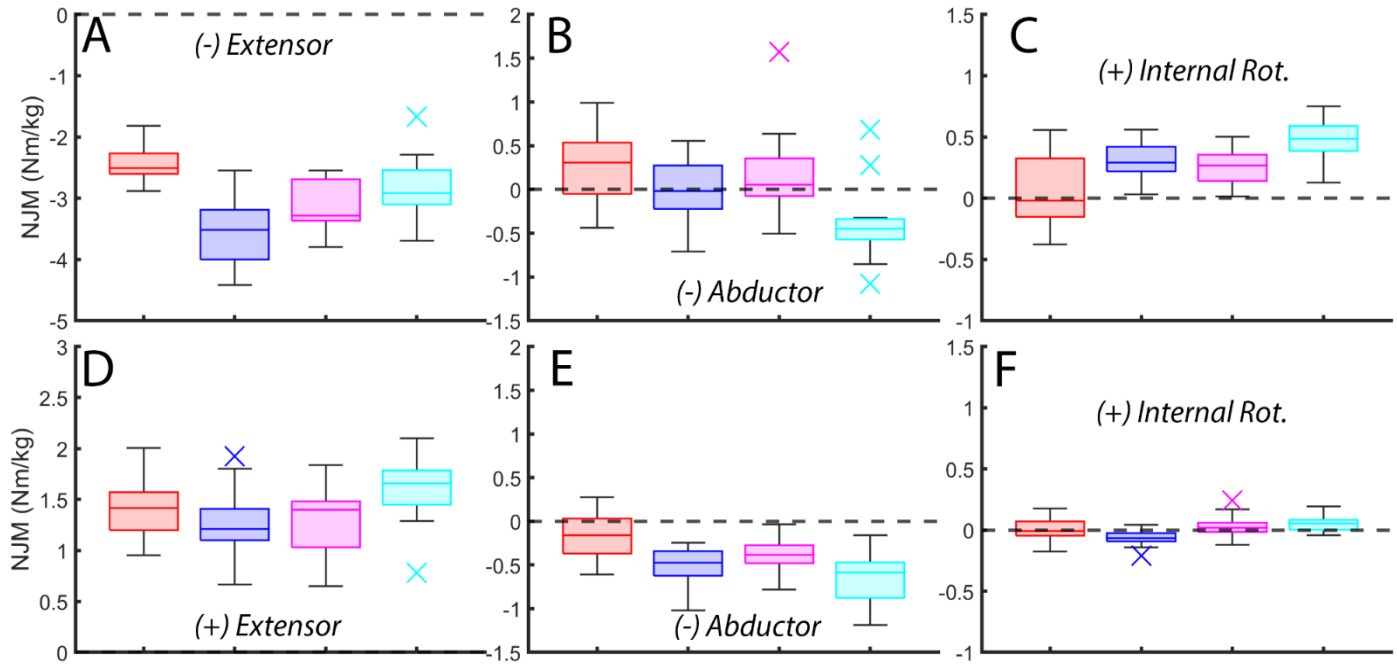 A
B
C
(-) Extensor
(+) Internal Rot.
(-) Abductor
NJM (Nm/kg)
0
-1
-2
-3
-4
-5
2
1.5
1
0.5
0
-0.5
-1
-1.5
1.5
1
0.5
0
-0.5
-1
D
E
F
(+) Internal Rot.
(+) Extensor
(-) Abductor
NJM (Nm/kg)
3
2.5
2
1.5
1
0.5
0
2
1.5
1
0.5
0
-0.5
-1
-1.5
1.5
1
0.5
0
-0.5
-1